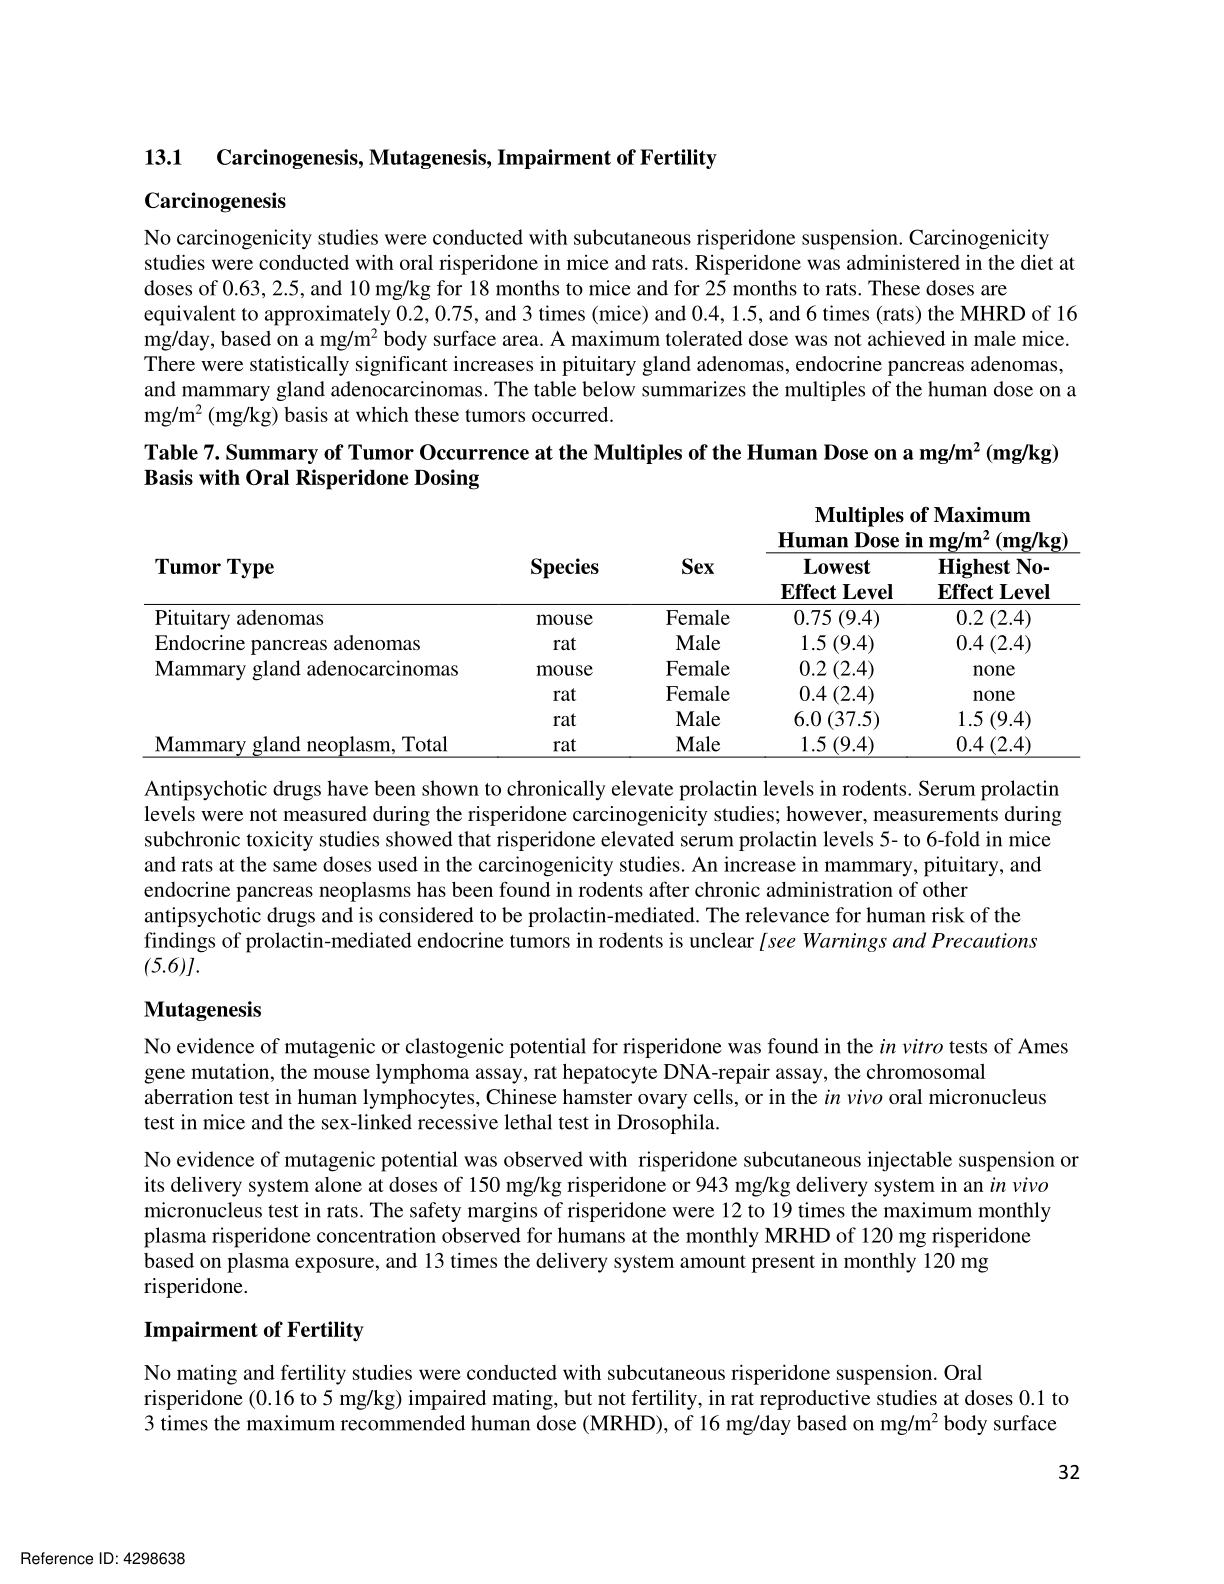 13.1 Carcinogenesis, Mutagenesis, Impairment of Fertility
Carcinogenesis
No carcinogenicity studies were conducted with subcutaneous risperidone suspension. Carcinogenicity
studies were conducted with oral risperidone in mice and rats. Risperidone was administered in the diet at
doses of 0.63, 2.5, and 10 mg/kg for 18 months to mice and for 25 months to rats. These doses are
equivalent to approximately 0.2, 0.75, and 3 times (mice) and 0.4, 1.5, and 6 times (rats) the MHRD of 16
mg/day, based on a mg/m² body surface area. A maximum tolerated dose was not achieved in male mice.
There were statistically significant increases in pituitary gland adenomas, endocrine pancreas adenomas,
and mammary gland adenocarcinomas. The table below summarizes the multiples of the human dose on a
mg/m² (mg/kg) basis at which these tumors occurred.
Table 7. Summary of Tumor Occurrence at the Multiples of the Human Dose on a mg/m² (mg/kg)
Basis with Oral Risperidone Dosing
Multiples of Maximum
Human Dose in mg/m² (mg/kg)
Tumor Type Species Sex Lowest Highest No-
Effect Level Effect Level
Pituitary adenomas mouse Female 0.75 (9.4) 0.2 (2.4)
Endocrine pancreas adenomas rat Male 1.5 (9.4) 0.4 (2.4)
Mammary gland adenocarcinomas mouse Female 0.2 (2.4) none
rat Female 0.4 (2.4) none
rat Male 6.0 (37.5) 1.5 (9.4)
Mammary gland neoplasm, Total rat Male 1.5 (9.4) 0.4 (2.4)
Antipsychotic drugs have been shown to chronically elevate prolactin levels in rodents. Serum prolactin
levels were not measured during the risperidone carcinogenicity studies; however, measurements during
subchronic toxicity studies showed that risperidone elevated serum prolactin levels 5- to 6-fold in mice
and rats at the same doses used in the carcinogenicity studies. An increase in mammary, pituitary, and
endocrine pancreas neoplasms has been found in rodents after chronic administration of other
antipsychotic drugs and is considered to be prolactin-mediated. The relevance for human risk of the
findings of prolactin-mediated endocrine tumors in rodents is unclear [see Warnings and Precautions
(5.6)].
Mutagenesis
No evidence of mutagenic or clastogenic potential for risperidone was found in the in vitro tests of Ames
gene mutation, the mouse lymphoma assay, rat hepatocyte DNA-repair assay, the chromosomal
aberration test in human lymphocytes, Chinese hamster ovary cells, or in the in vivo oral micronucleus
test in mice and the sex-linked recessive lethal test in Drosophila.
No evidence of mutagenic potential was observed with risperidone subcutaneous injectable suspension or
its delivery system alone at doses of 150 mg/kg risperidone or 943 mg/kg delivery system in an in vivo
micronucleus test in rats. The safety margins of risperidone were 12 to 19 times the maximum monthly
plasma risperidone concentration observed for humans at the monthly MRHD of 120 mg risperidone
based on plasma exposure, and 13 times the delivery system amount present in monthly 120 mg
risperidone.
Impairment of Fertility
No mating and fertility studies were conducted with subcutaneous risperidone suspension. Oral
risperidone (0.16 to 5 mg/kg) impaired mating, but not fertility, in rat reproductive studies at doses 0.1 to
3 times the maximum recommended human dose (MRHD), of 16 mg/day based on mg/m² body surface
32
Reference ID: 4298638